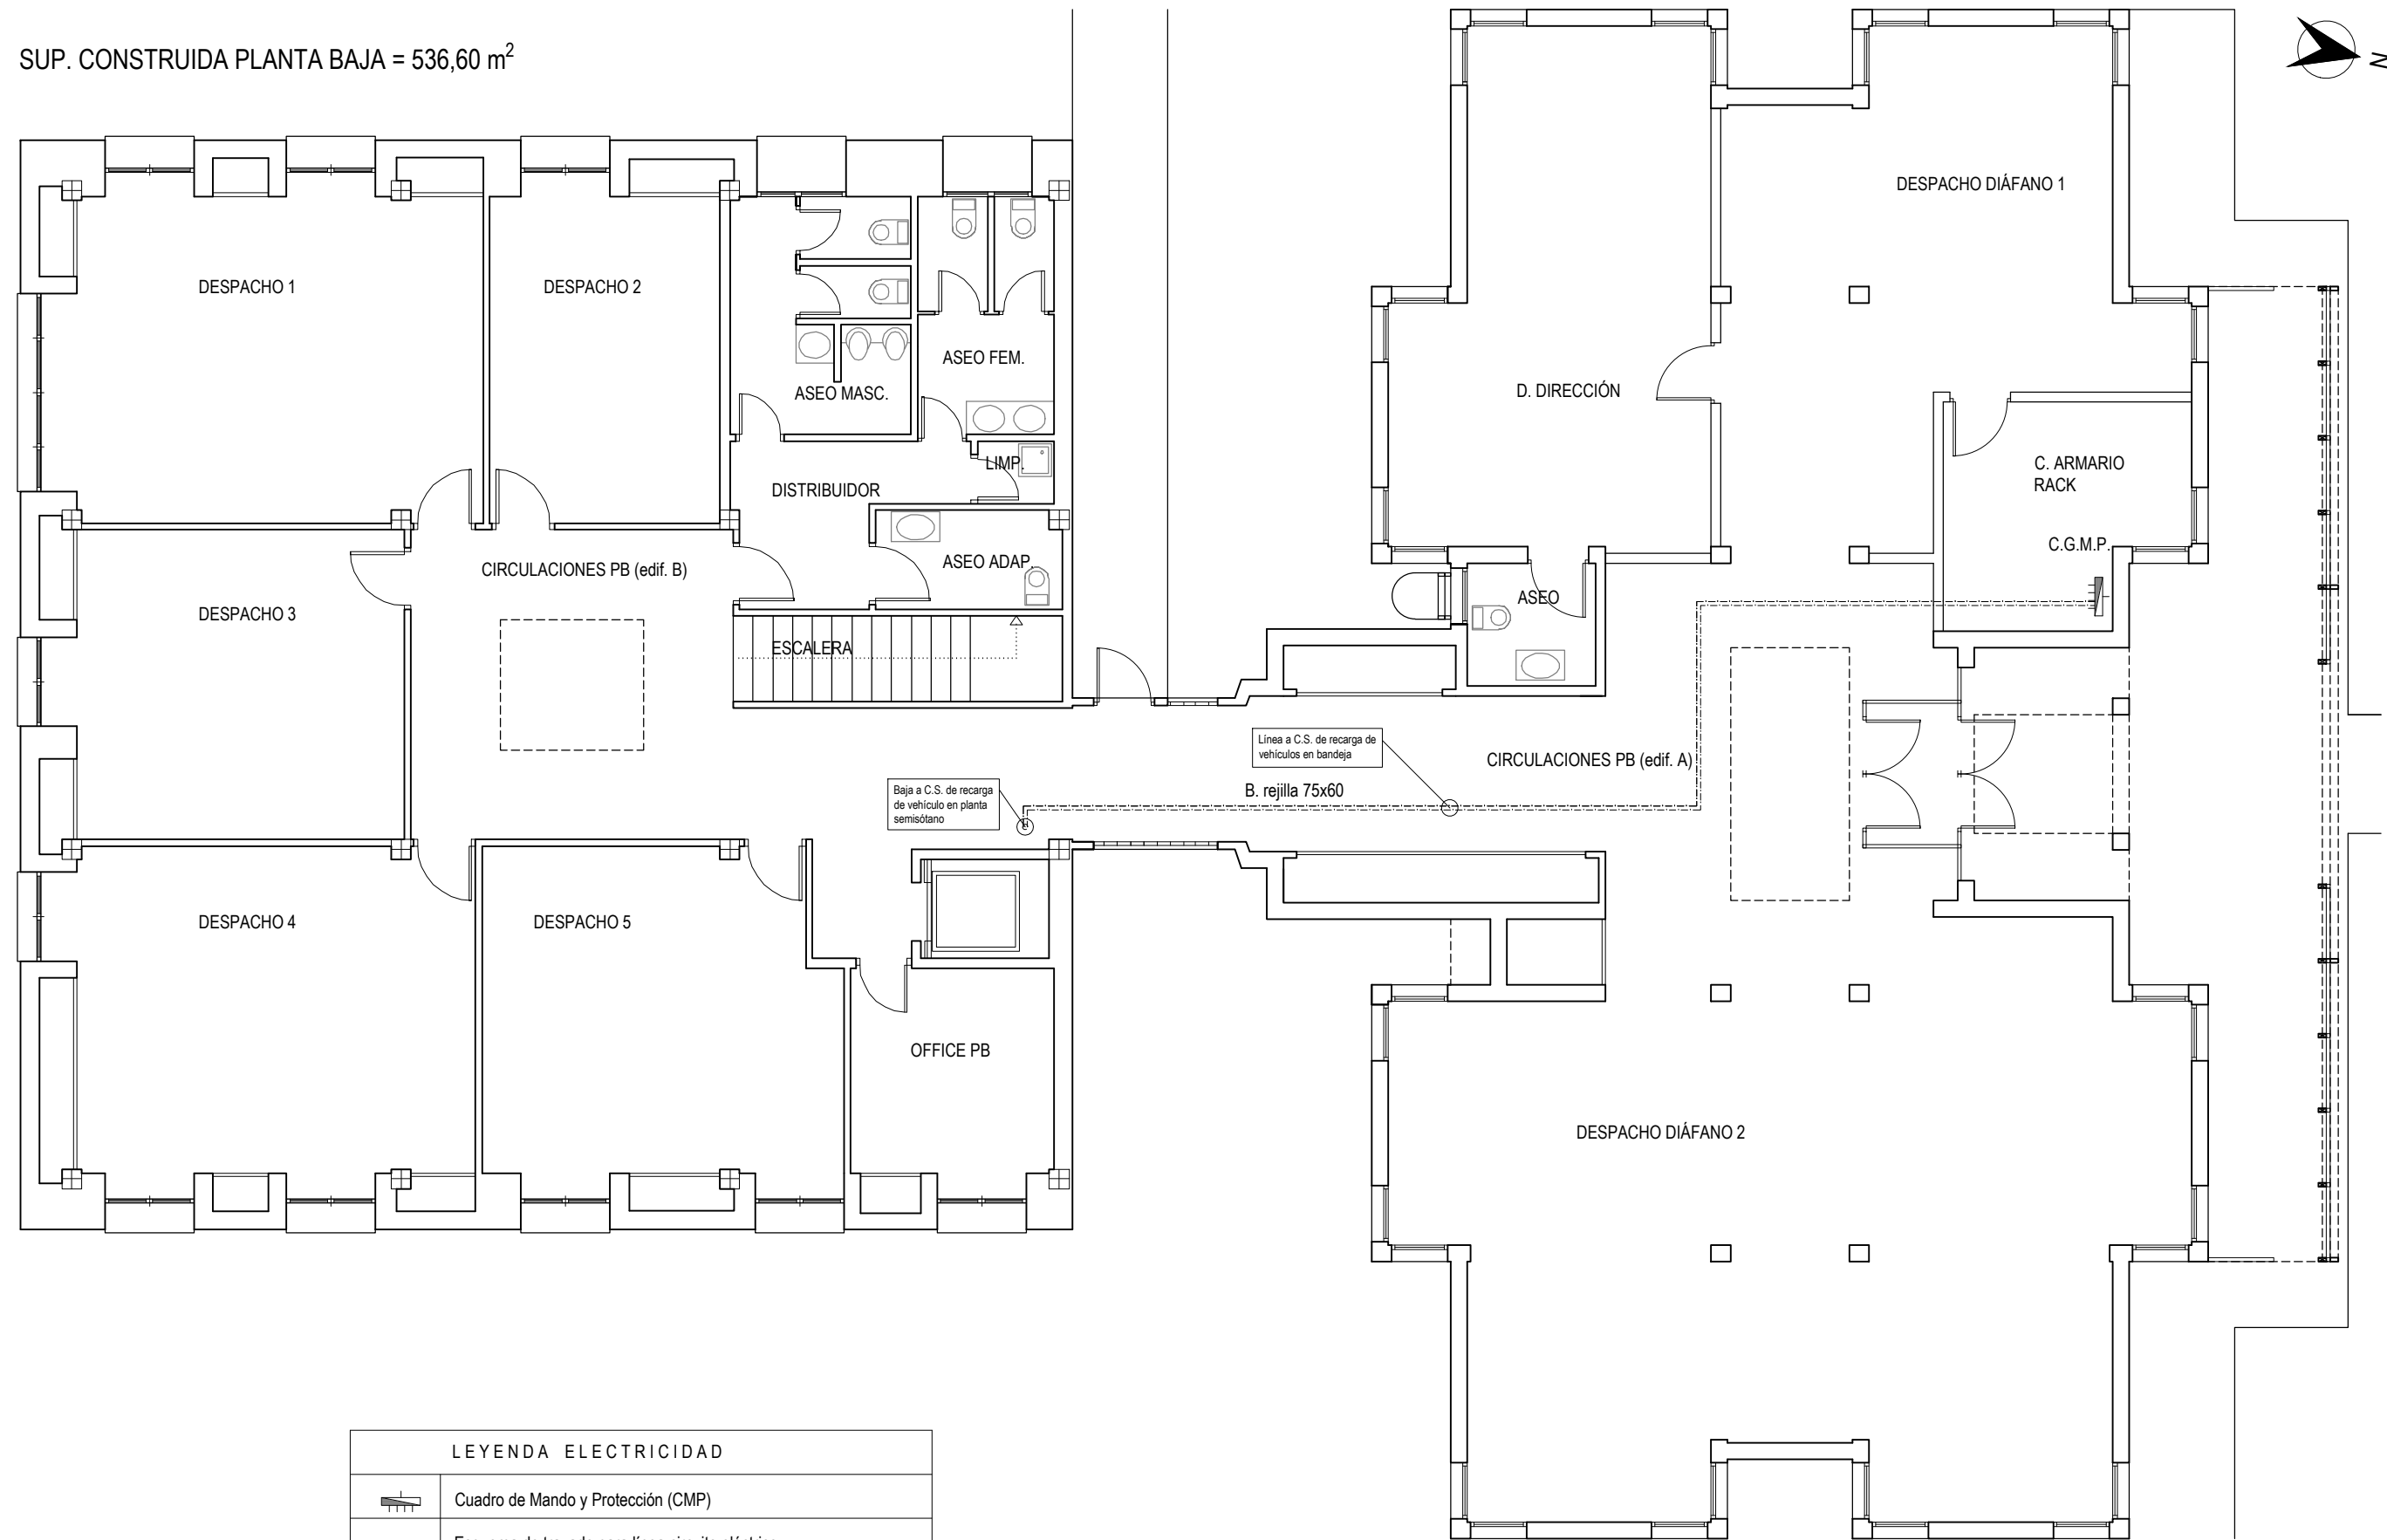 SUP. CONSTRUIDA PLANTA BAJA = 536,60 m²
N
DESPACHO DIÁFANO 1
DESPACHO 1
DESPACHO 2
ASEO FEM.
ASEO MASC.
D. DIRECCIÓN
LIMP.
C. ARMARIO
RACK
DISTRIBUIDOR
C.G.M.P.
ASEO ADAP.
CIRCULACIONES PB (edif. B)
ASEO
DESPACHO 3
ESCALERA
Línea a C.S. de recarga de
vehículos en bandeja
CIRCULACIONES PB (edif. A)
Baja a C.S. de recarga
de vehículo en planta
semisótano
B. rejilla 75x60
DESPACHO 4
DESPACHO 5
OFFICE PB
DESPACHO DIÁFANO 2
LEYENDA ELECTRICIDAD
Cuadro de Mando y Protección (CMP)